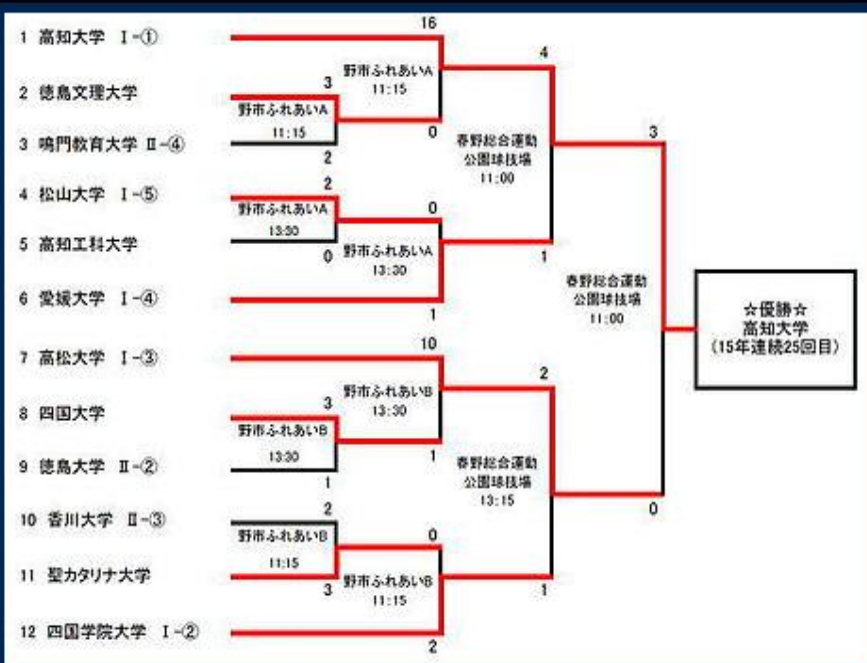 1 高知大学 Ⅰ-①
2 徳島文理大学
3 鳴門教育大学 Ⅱ-④
4 松山大学 Ⅰ-⑤
5 高知工科大学
6 愛媛大学 Ⅰ-④
7 高松大学 Ⅰ-③
8 四国大学
9 徳島大学 Ⅱ-②
10 香川大学 Ⅱ-③
11 聖カタリナ大学
12 四国学院大学 Ⅰ-②
3
野市ふれあいA
11:15
2
2
野市ふれあいA
13:30
0
3
野市ふれあいB
13:30
1
2
野市ふれあいB
11:15
3
16
野市ふれあいA
11:15
0
0
野市ふれあいA
13:30
1
10
野市ふれあいB
13:30
1
0
野市ふれあいB
11:15
2
4
春野総合運動
公園球技場
11:00
1
2
春野総合運動
公園球技場
13:15
1
3
春野総合運動
公園球技場
11:00
0
☆優勝☆
高知大学
(15年連続25回目)